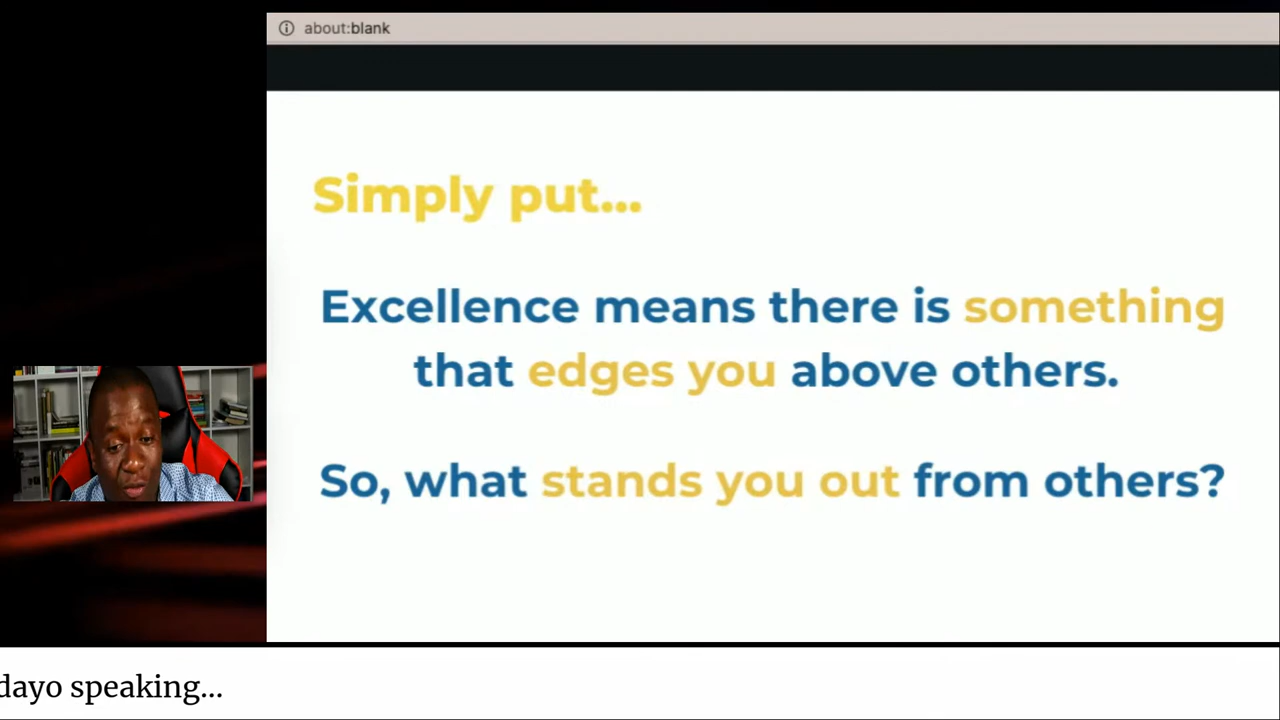 about:blank
Simply put...
Excellence means there is something
that edges you above others.
So, what stands you out from others?
dayo speaking...